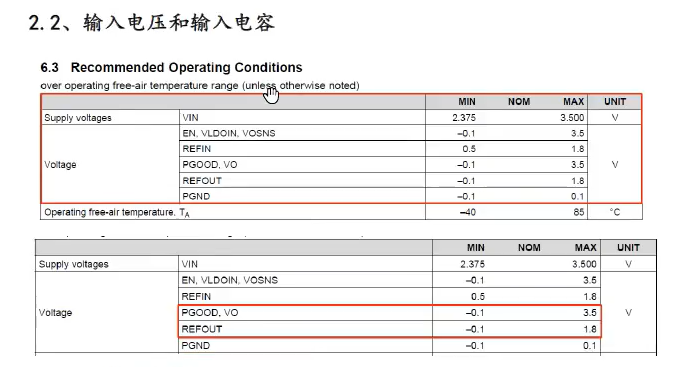 2.2、输入电压和输入电容
6.3 Recommended Operating Conditions
over operating free-air temperature range (unless otherwise noted)
MIN NOM MAX UNIT
Supply voltages VIN 2.375 3.500 V
EN, VLDOIN, VOSNS –0.1 3.5
REFIN 0.5 1.8
Voltage PGOOD, VO –0.1 3.5 V
REFOUT –0.1 1.8
PGND –0.1 0.1
Operating free-air temperature, TA –40 85 °C
MIN NOM MAX UNIT
Supply voltages VIN 2.375 3.500 V
EN, VLDOIN, VOSNS –0.1 3.5
REFIN 0.5 1.8
Voltage PGOOD, VO –0.1 3.5 V
REFOUT –0.1 1.8
PGND –0.1 0.1